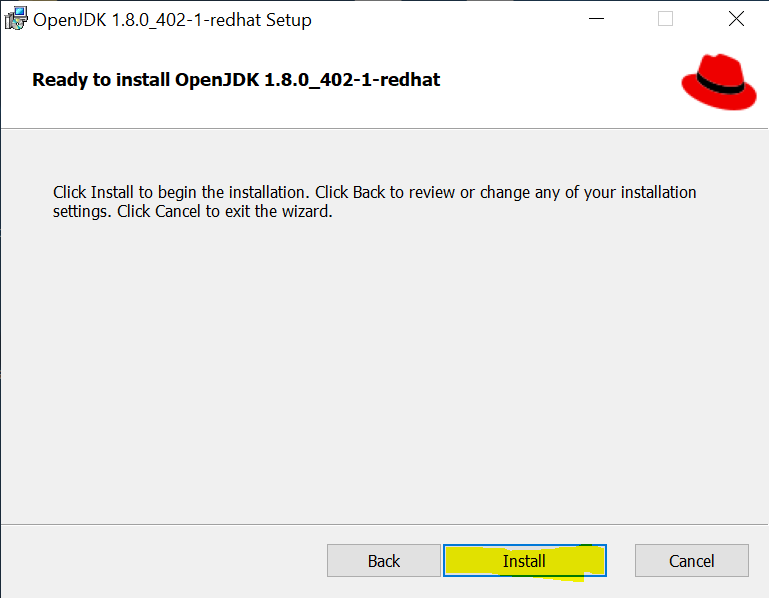 OpenJDK 1.8.0_402-1-redhat Setup
Ready to install OpenJDK 1.8.0_402-1-redhat
Click Install to begin the installation. Click Back to review or change any of your installation
settings. Click Cancel to exit the wizard.
Back Install Cancel